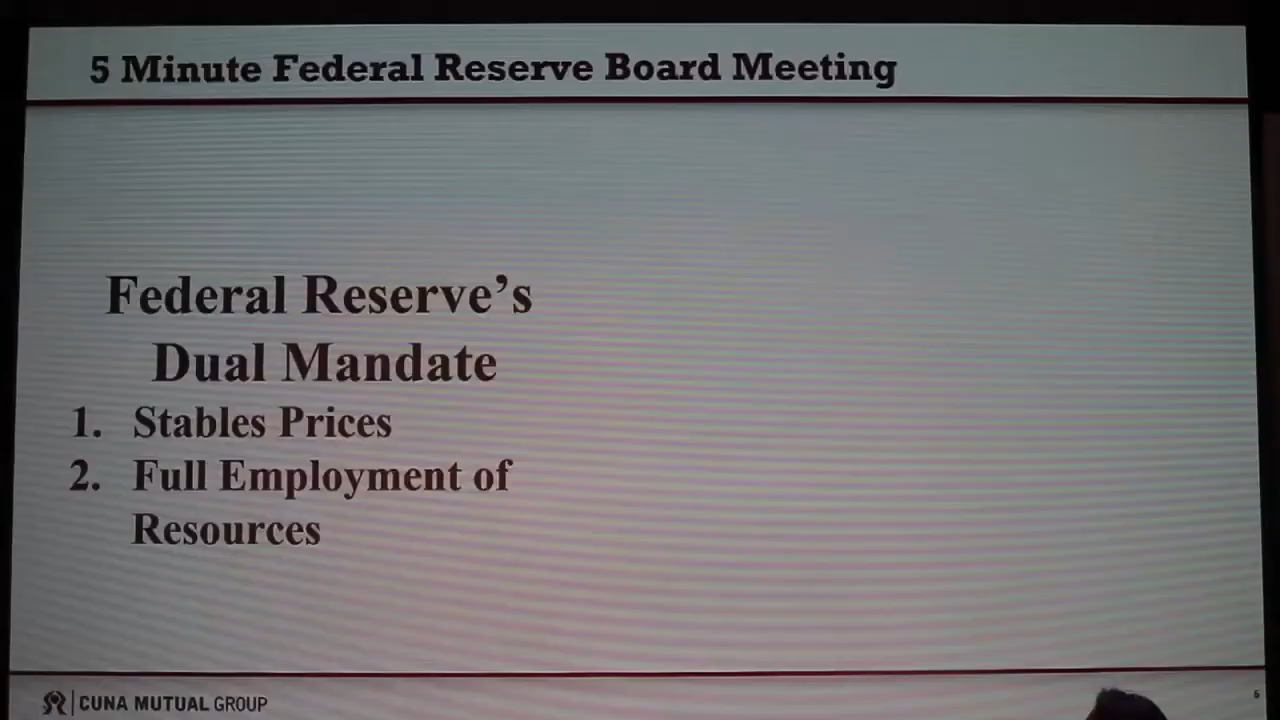 5 Minute Federal Reserve Board Meeting
Federal Reserve's
Dual Mandate
1. Stables Prices
2. Full Employment of
Resources
CUNA MUTUAL GROUP
6